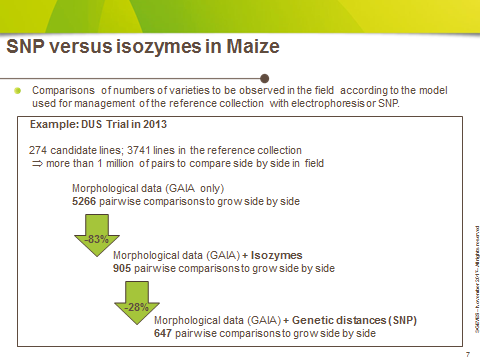 SNP versus isozymes in Maize
Comparisons of numbers of varieties to be observed in the field according to the model
used for management of the reference collection with electrophoresis or SNP.
Example: DUS Trial in 2013
274 candidate lines; 3741 lines in the reference collection
⇒ more than 1 million of pairs to compare side by side in field
Morphological data (GAIA only)
5266 pairwise comparisons to grow side by side
-83%
Morphological data (GAIA) + Isozymes
905 pairwise comparisons to grow side by side
-28%
Morphological data (GAIA) + Genetic distances (SNP)
647 pairwise comparisons to grow side by side
7